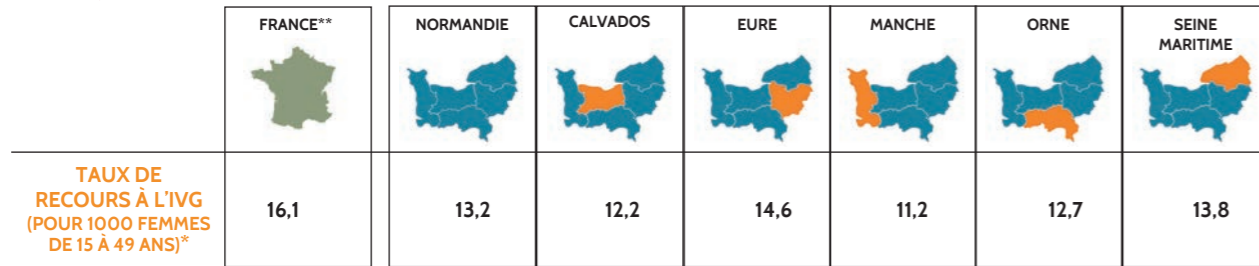 FRANCE**
NORMANDIE
CALVADOS
EURE
MANCHE
ORNE
SEINE
MARITIME
TAUX DE
RECOURS À L'IVG
(POUR 1000 FEMMES
DE 15 À 49 ANS)*
16,1
13,2
12,2
14,6
11,2
12,7
13,8